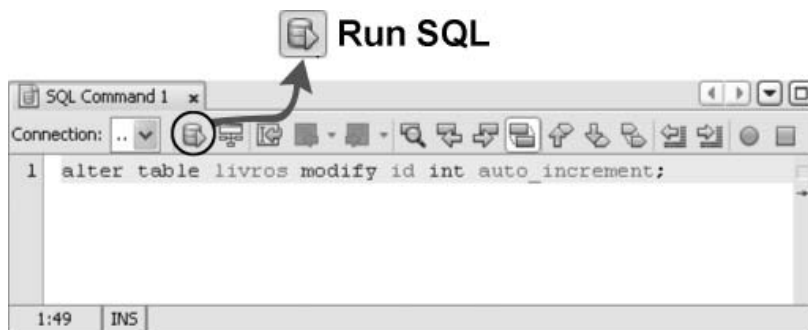 Run SQL
SQL Command 1 x
Connection: ..
1 alter table livros modify id int auto_increment;
1:49 INS